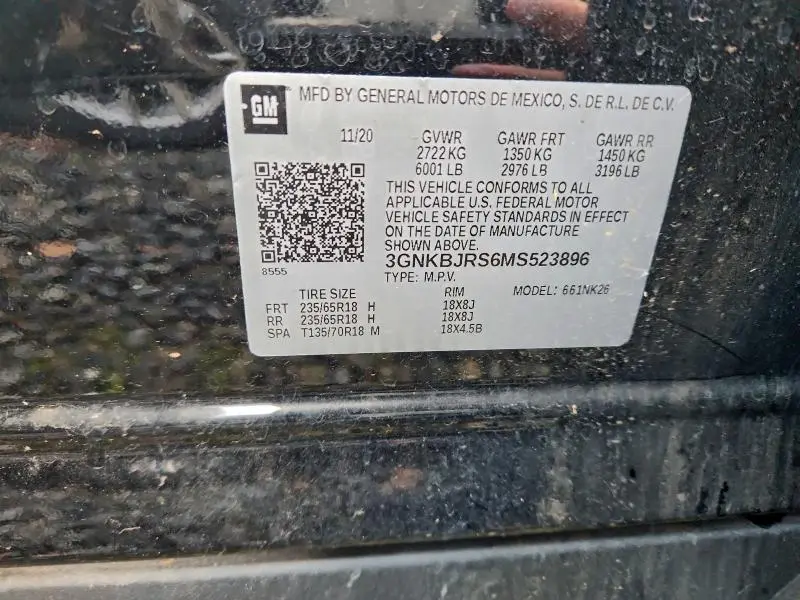 GM MFD BY GENERAL MOTORS DE MEXICO, S. DE R.L. DE C.V.
11/20 GVWR GAWR FRT GAWR RR
2722 KG 1350 KG 1450 KG
6001 LB 2976 LB 3196 LB
THIS VEHICLE CONFORMS TO ALL
APPLICABLE U.S. FEDERAL MOTOR
VEHICLE SAFETY STANDARDS IN EFFECT
ON THE DATE OF MANUFACTURE
SHOWN ABOVE.
3GNKBJRS6MS523896
8555 TYPE: M.P.V.
TIRE SIZE RIM MODEL: 661NK26
FRT 235/65R18 H 18X8J
RR 235/65R18 H 18X8J
SPA T135/70R18 M 18X4.5B